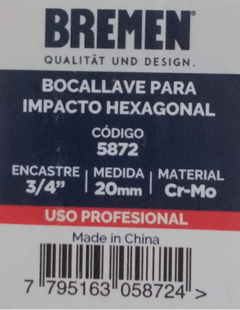 BREMEN®
QUALITÄT UND DESIGN.
BOCALLAVE PARA
IMPACTO HEXAGONAL
CÓDIGO
5872
ENCASTRE MEDIDA MATERIAL
3/4” 20mm Cr-Mo
USO PROFESIONAL
Made in China
7 795163 058724 >